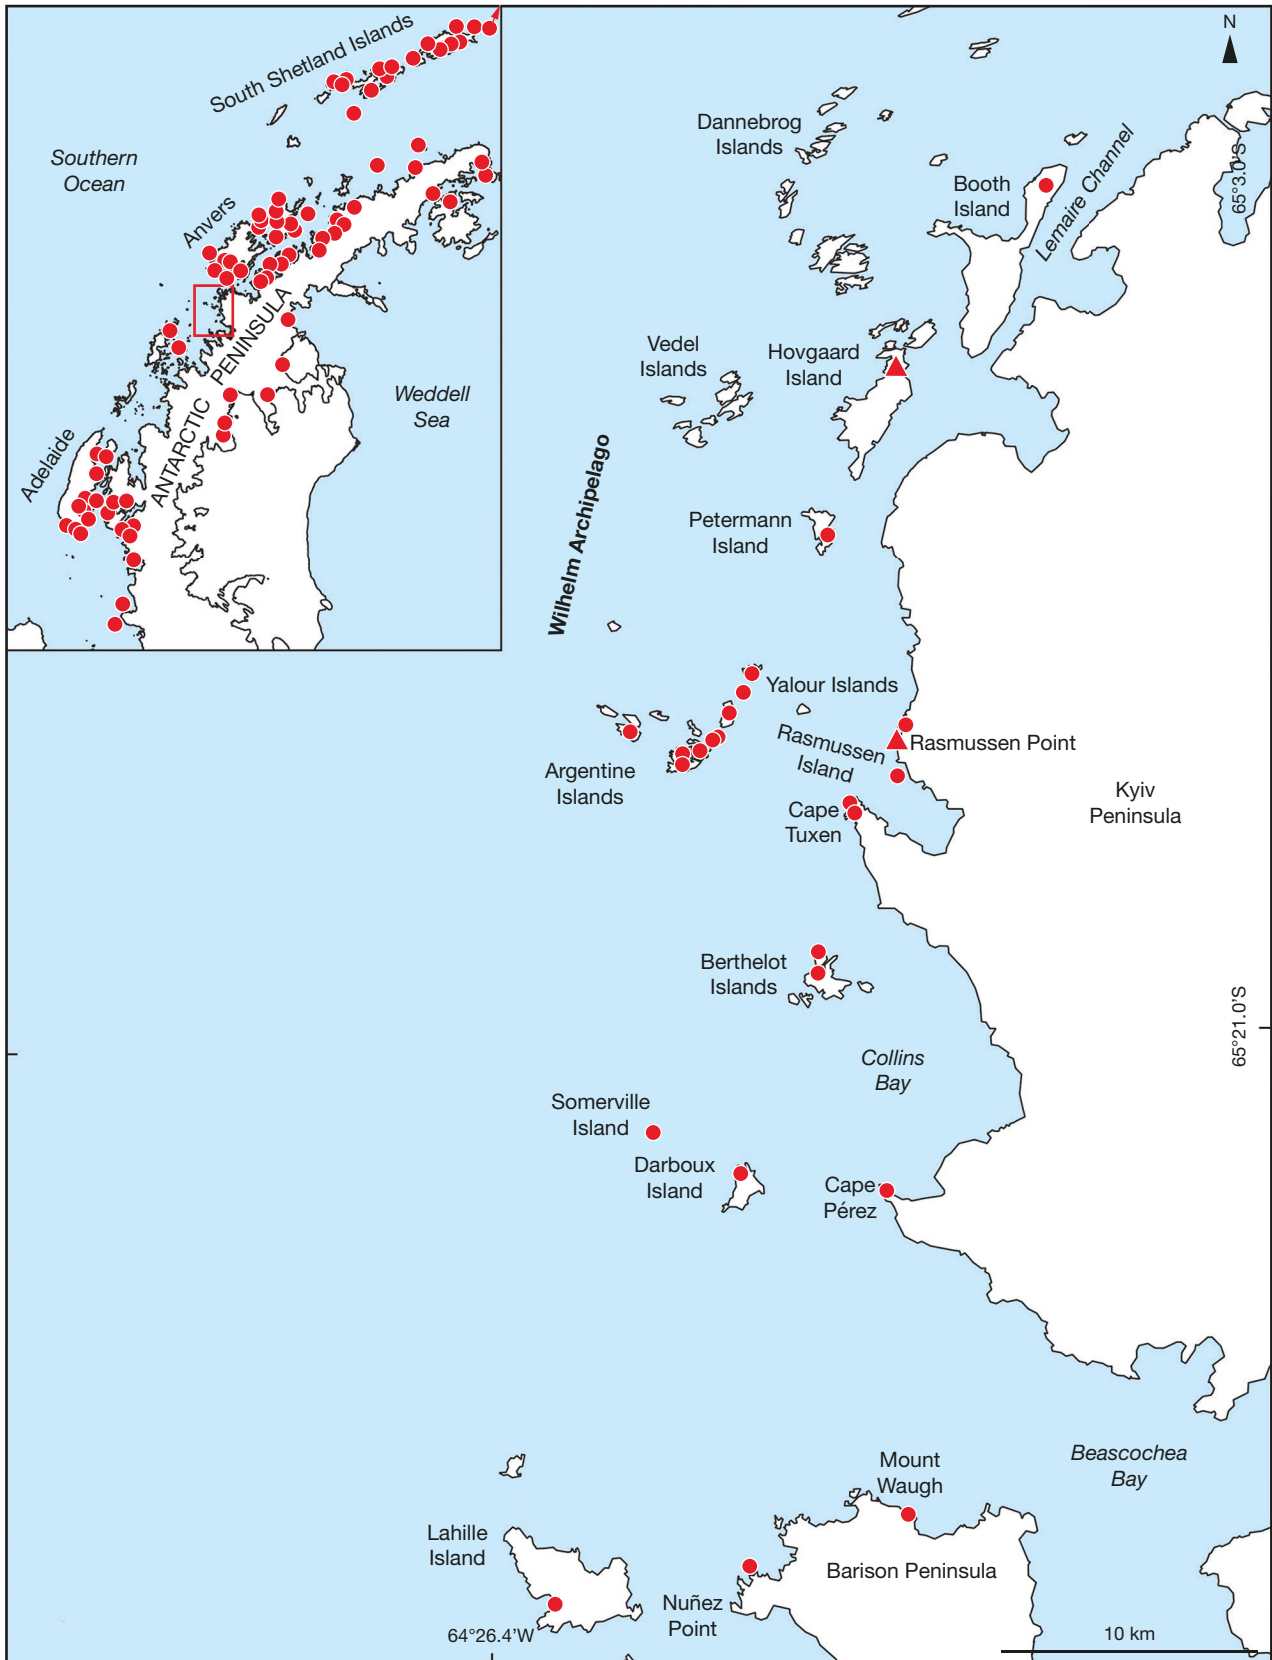 South Shetland Islands
Southern
Ocean
Anvers
ANTARCTIC PENINSULA
Weddell
Sea
Adelaide
N
Dannebrog
Islands
Booth
Island
Lemaire Channel
65°3.0'S
Vedel
Islands
Hovgaard
Island
Wilhelm Archipelago
Petermann
Island
Yalour Islands
Rasmussen
Island
Rasmussen Point
Argentine
Islands
Cape
Tuxen
Kyiv
Peninsula
Berthelot
Islands
65°21.0'S
Collins
Bay
Somerville
Island
Darboux
Island
Cape
Pérez
Beascochea
Bay
Mount
Waugh
Lahille
Island
Barison Peninsula
Nuñez
Point
64°26.4'W
10 km